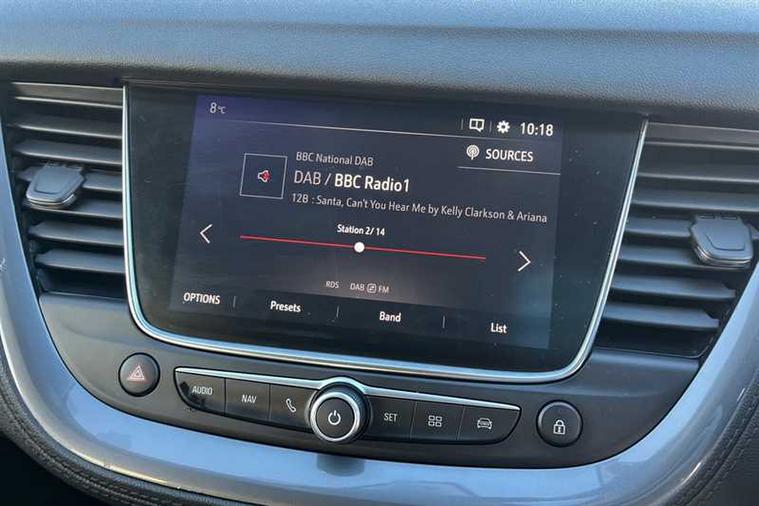 8°C
10:18
SOURCES
BBC National DAB
DAB / BBC Radio1
12B : Santa, Can't You Hear Me by Kelly Clarkson & Ariana
Station 2/ 14
RDS DAB FM
OPTIONS Presets Band List
AUDIO NAV SET